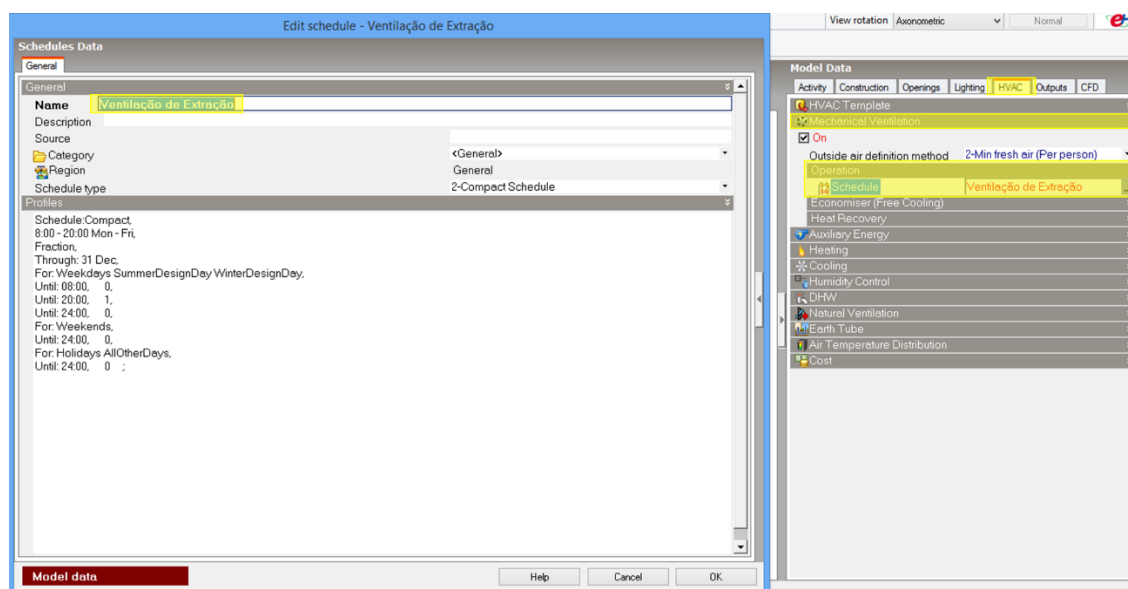 Edit schedule - Ventilação de Extração
Schedules Data
General
General
Name Ventilação de Extração
Description
Source
Category <General>
Region General
Schedule type 2-Compact Schedule
Profiles
Schedule:Compact,
8:00 - 20:00 Mon - Fri,
Fraction,
Through: 31 Dec,
For: Weekdays SummerDesignDay WinterDesignDay,
Until: 08:00, 0,
Until: 20:00, 1,
Until: 24:00, 0,
For: Weekends,
Until: 24:00, 0,
For: Holidays AllOtherDays,
Until: 24:00, 0 ;
Model data
Help Cancel OK
View rotation Axonometric Normal
Model Data
Activity Construction Openings Lighting HVAC Outputs CFD
HVAC Template
Mechanical Ventilation
On
Outside air definition method 2-Min fresh air (Per person)
Operation
Schedule Ventilação de Extração ...
Economiser (Free Cooling)
Heat Recovery
Auxiliary Energy
Heating
Cooling
Humidity Control
DHW
Natural Ventilation
Earth Tube
Air Temperature Distribution
Cost